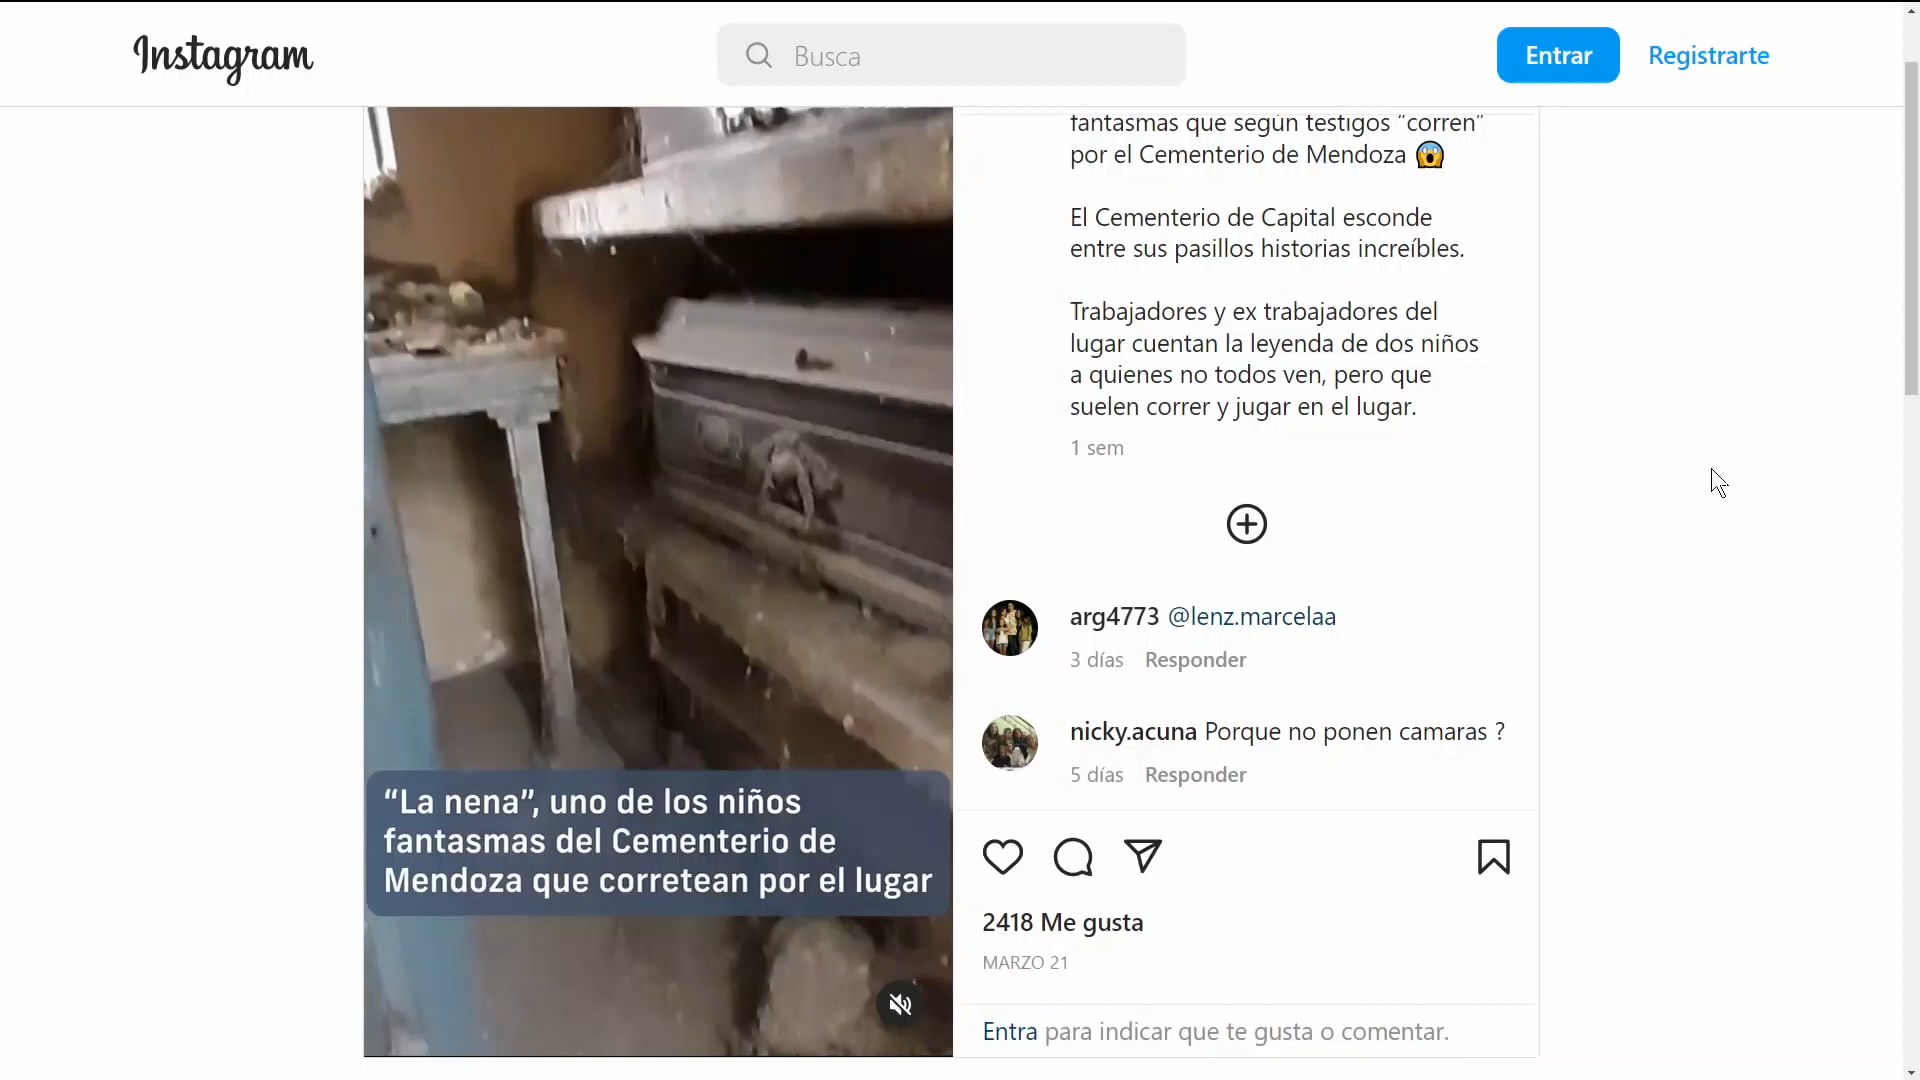 Instagram
Busca
Entrar
Registrarte
fantasmas que según testigos “corren”
por el Cementerio de Mendoza 😱
El Cementerio de Capital esconde
entre sus pasillos historias increíbles.
Trabajadores y ex trabajadores del
lugar cuentan la leyenda de dos niños
a quienes no todos ven, pero que
suelen correr y jugar en el lugar.
1 sem
arg4773 @lenz.marcelaa
3 días Responder
nicky.acuna Porque no ponen camaras ?
5 días Responder
“La nena”, uno de los niños
fantasmas del Cementerio de
Mendoza que corretean por el lugar
2418 Me gusta
MARZO 21
Entra para indicar que te gusta o comentar.